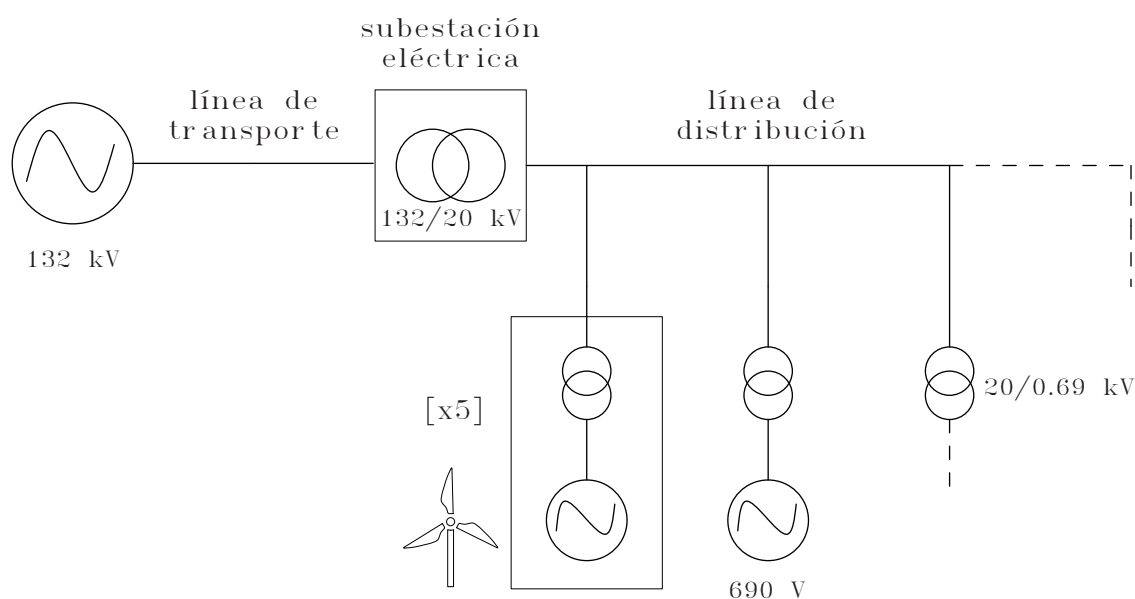 subestación
eléctrica
línea de
transporte
línea de
distribución
132/20 kV
132 kV
20/0.69 kV
[x5]
690 V